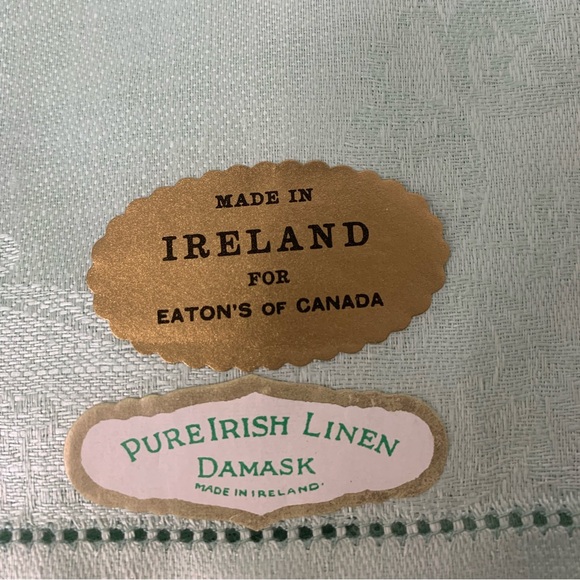 MADE IN
IRELAND
FOR
EATON'S OF CANADA
PURE IRISH LINEN
DAMASK
MADE IN IRELAND.